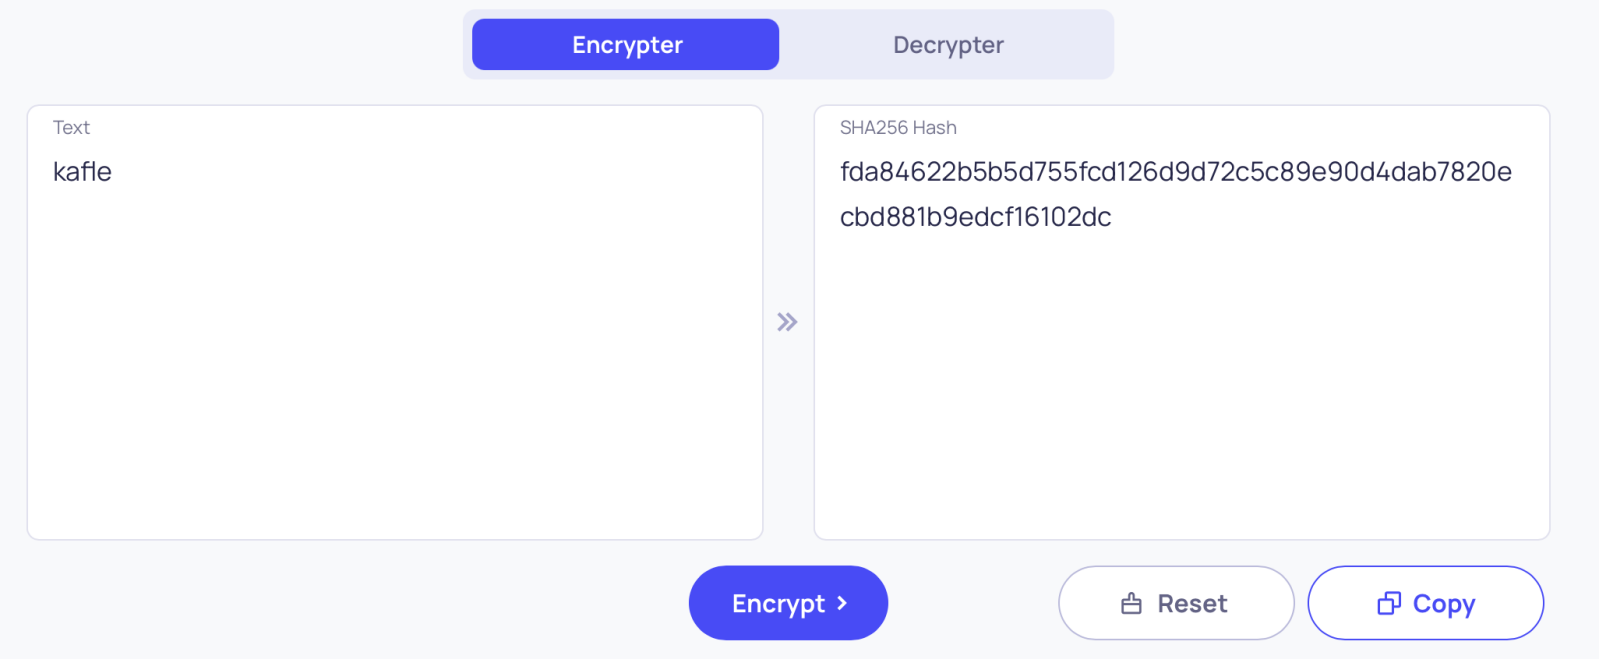 Encrypter
Decrypter
Text
kafle
SHA256 Hash
fda84622b5b5d755fcd126d9d72c5c89e90d4dab7820e
cbd881b9edcf16102dc
Encrypt
Reset
Copy